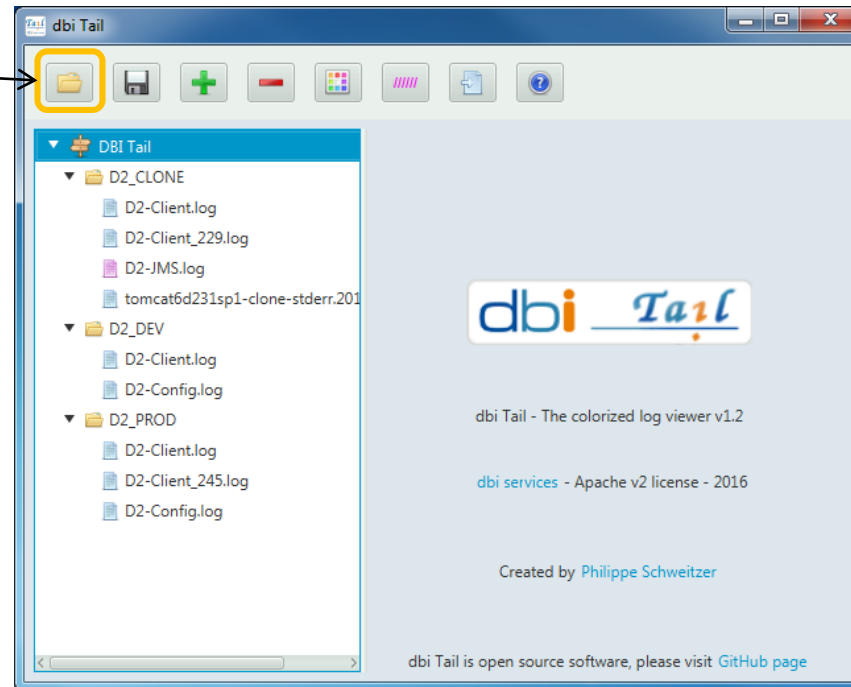 Tail
dbi Tail
DBI Tail
D2_CLONE
D2-Client.log
D2-Client_229.log
D2-JMS.log
tomcat6d231sp1-clone-stderr.201
D2_DEV
D2-Client.log
D2-Config.log
D2_PROD
D2-Client.log
D2-Client_245.log
D2-Config.log
dbi Tail
dbi Tail - The colorized log viewer v1.2
dbi services - Apache v2 license - 2016
Created by Philippe Schweitzer
dbi Tail is open source software, please visit GitHub page